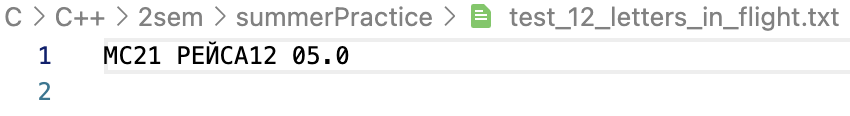 C > C++ > 2sem > summerPractice > test_12_letters_in_flight.txt
1 МС21 РЕЙСА12 05.0
2